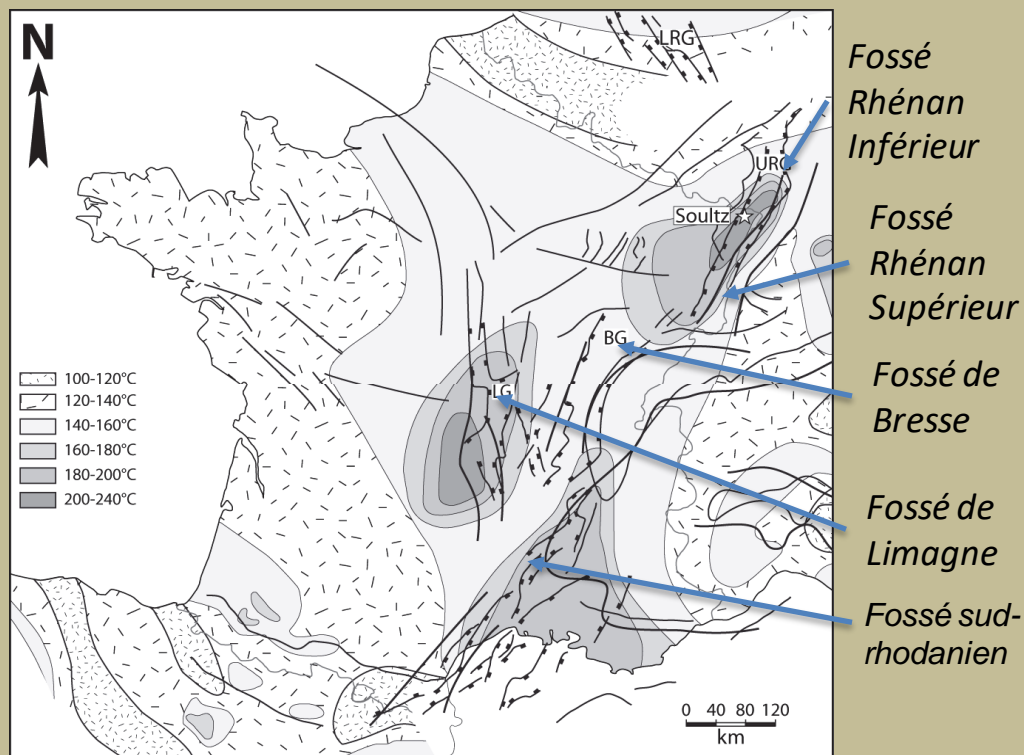 N
LRG
URG
Soultz
BG
LG
100-120°C
120-140°C
140-160°C
160-180°C
180-200°C
200-240°C
0 40 80 120
km
Fossé
Rhénan
Inférieur
Fossé
Rhénan
Supérieur
Fossé de
Bresse
Fossé de
Limagne
Fossé sud-
rhodanien